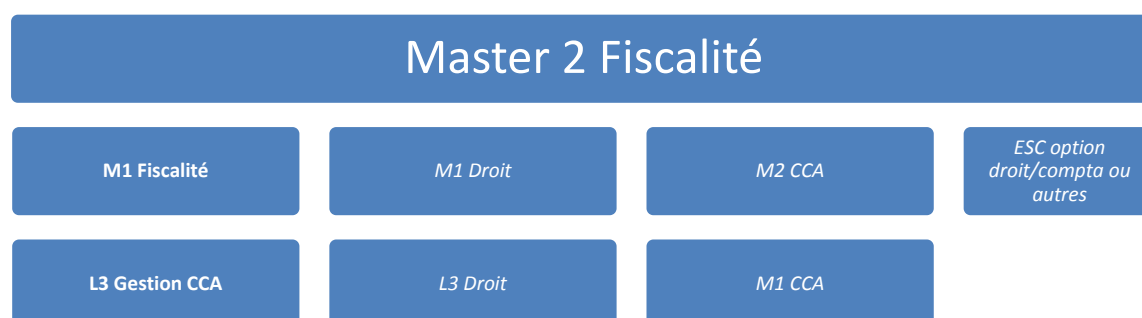 Master 2 Fiscalité
M1 Fiscalité
M1 Droit
M2 CCA
ESC option
droit/compta ou
autres
L3 Gestion CCA
L3 Droit
M1 CCA